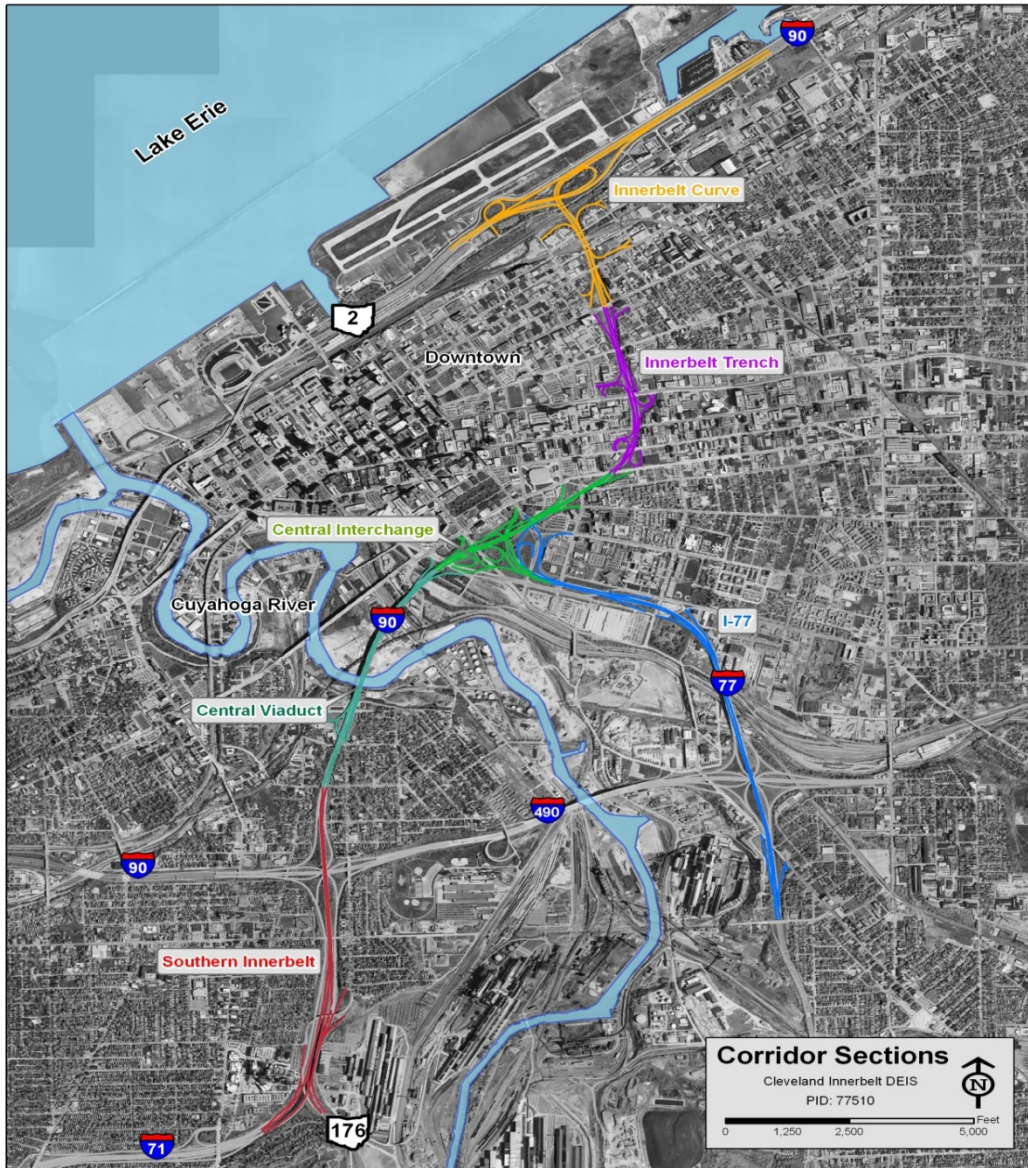 90
Lake Erie
Innerbelt Curve
2
Downtown
Innerbelt Trench
Central Interchange
Cuyahoga River
90
I-77
77
Central Viaduct
490
90
Southern Innerbelt
Corridor Sections
Cleveland Innerbelt DEIS
PID: 77510
N
Feet
0 1,250 2,500 5,000
176
71